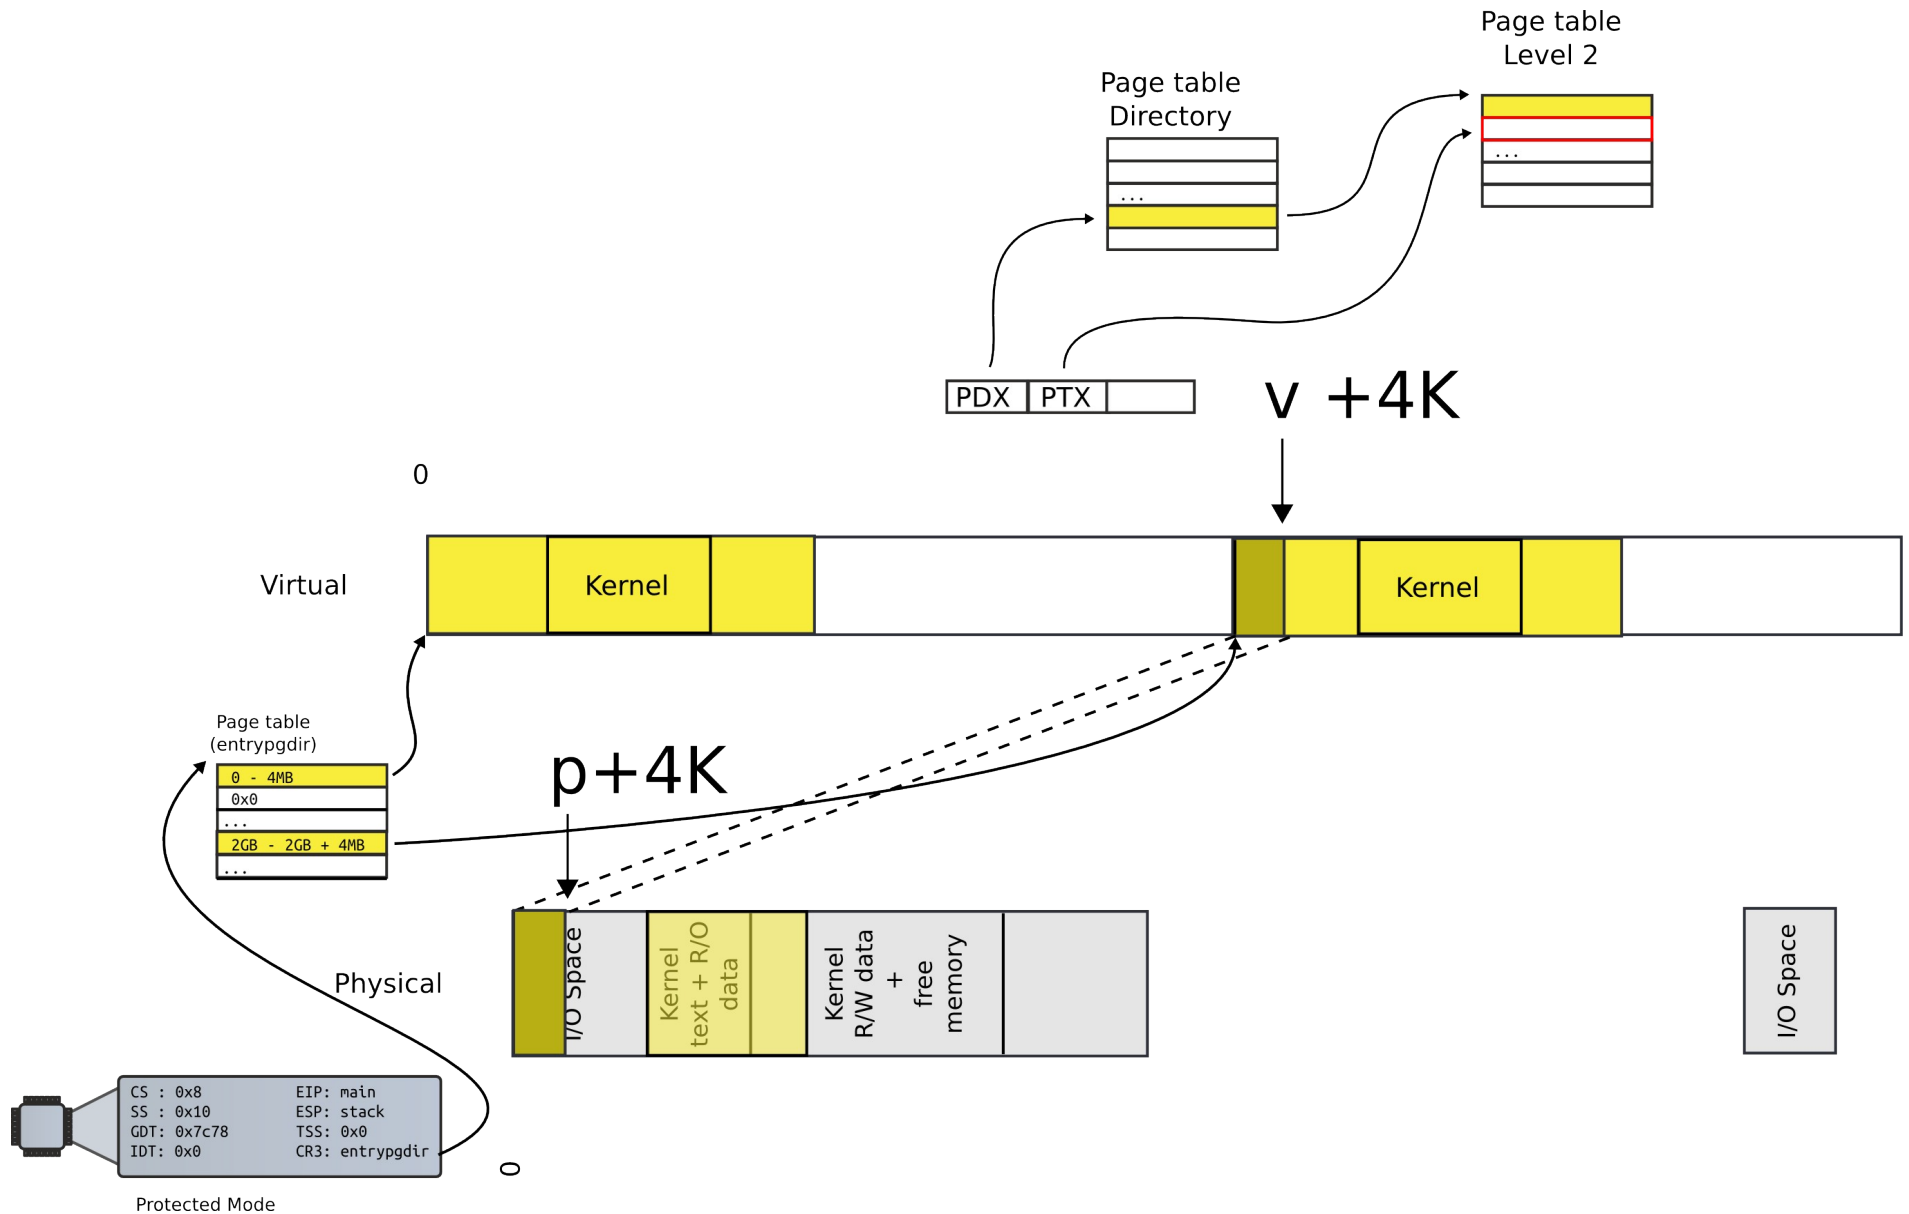 Page table
Level 2
...
Page table
Directory
...
PDX PTX
v +4K
0
Virtual
Kernel
Kernel
Page table
(entrypgdir)
0 - 4MB
0x0
...
2GB - 2GB + 4MB
...
p+4K
Physical
I/O Space
Kernel
text + R/O
data
Kernel
R/W data
+
free
memory
I/O Space
CS : 0x8 EIP: main
SS : 0x10 ESP: stack
GDT: 0x7c78 TSS: 0x0
IDT: 0x0 CR3: entrypgdir
0
Protected Mode